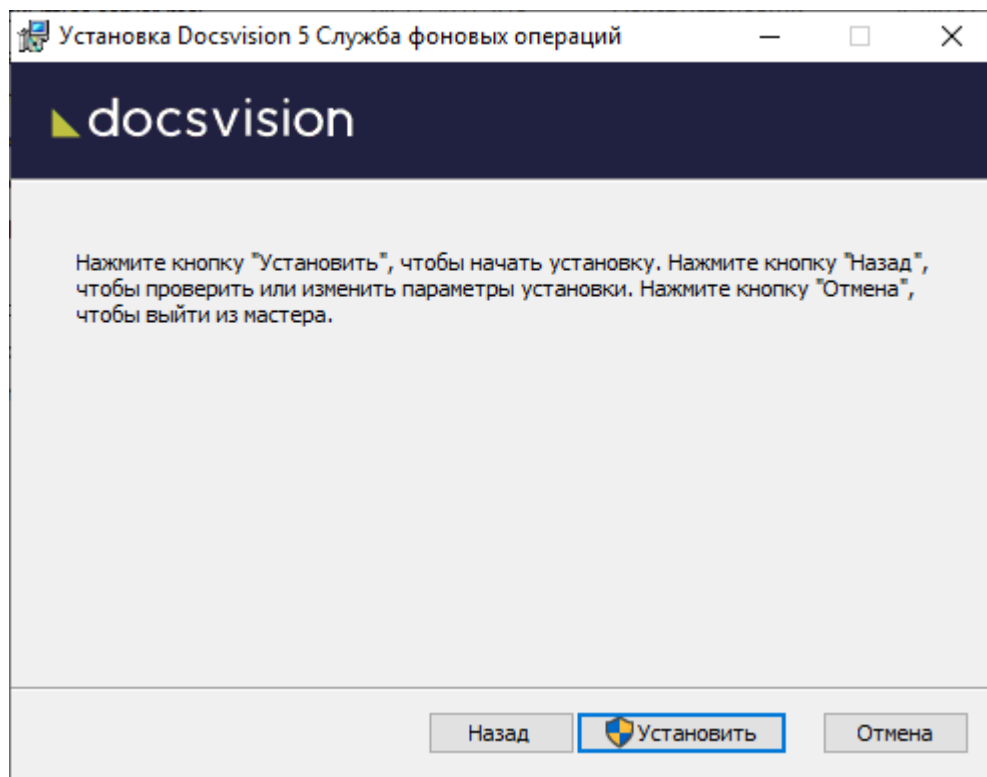 Установка Docsvision 5 Служба фоновых операций
docsvision
Нажмите кнопку "Установить", чтобы начать установку. Нажмите кнопку "Назад",
чтобы проверить или изменить параметры установки. Нажмите кнопку "Отмена",
чтобы выйти из мастера.
Назад
Установить
Отмена